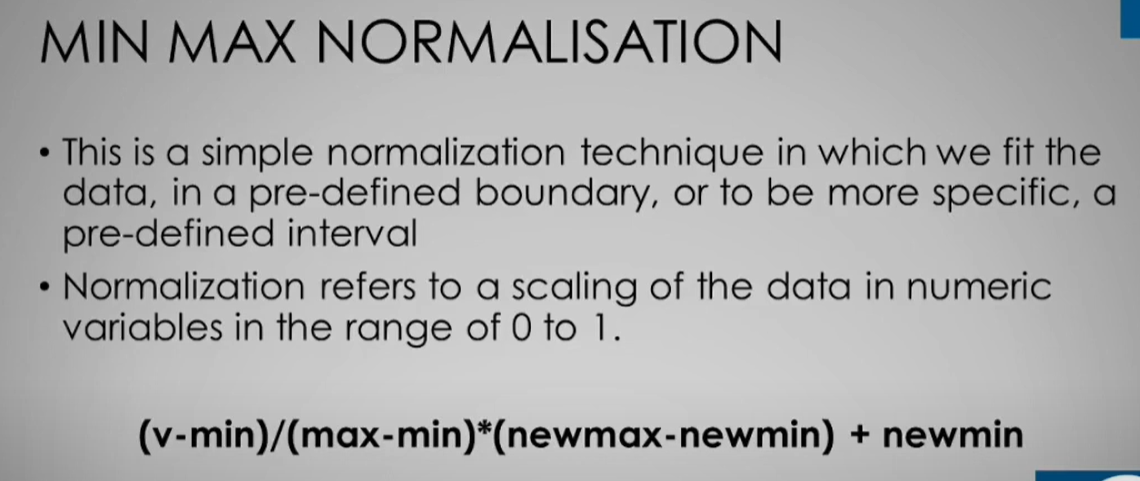 MIN MAX NORMALISATION
• This is a simple normalization technique in which we fit the
data, in a pre-defined boundary, or to be more specific, a
pre-defined interval
• Normalization refers to a scaling of the data in numeric
variables in the range of 0 to 1.
(v-min)/(max-min)*(newmax-newmin) + newmin